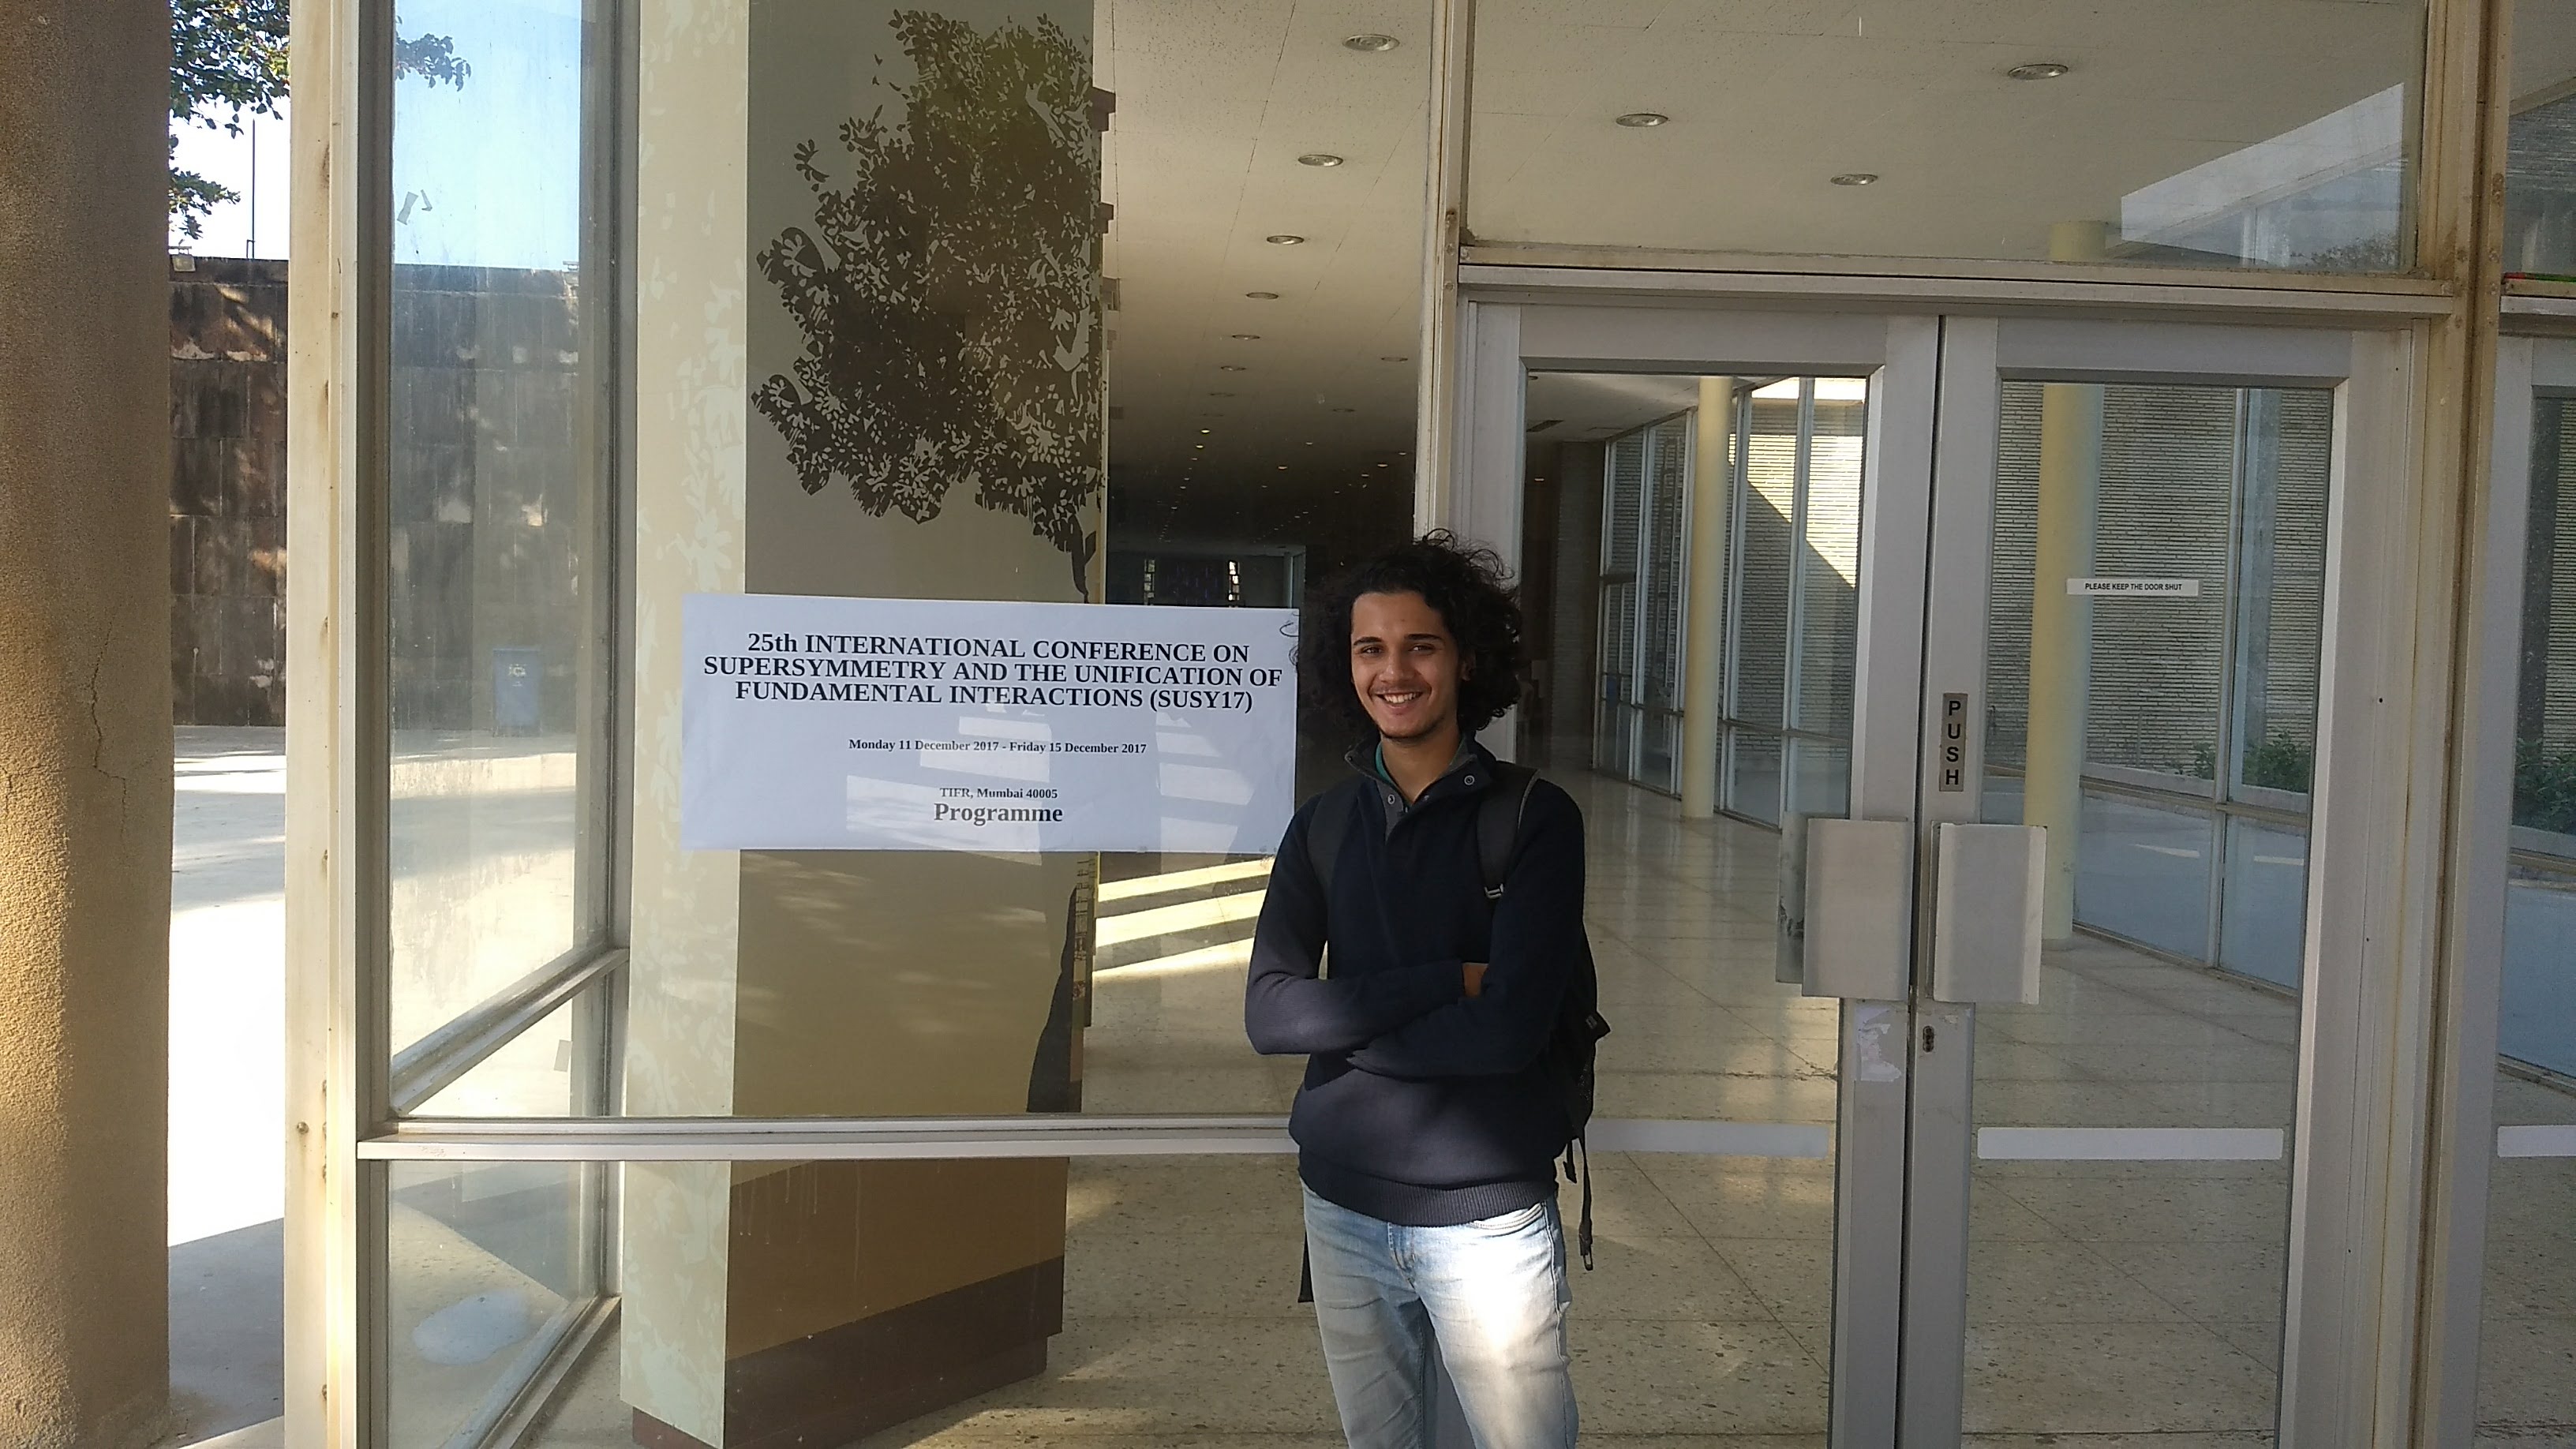 25th INTERNATIONAL CONFERENCE ON
SUPERSYMMETRY AND THE UNIFICATION OF
FUNDAMENTAL INTERACTIONS (SUSY17)
Monday 11 December 2017 - Friday 15 December 2017
TIFR, Mumbai 40005
Programme
PLEASE KEEP THE DOOR SHUT
PUSH